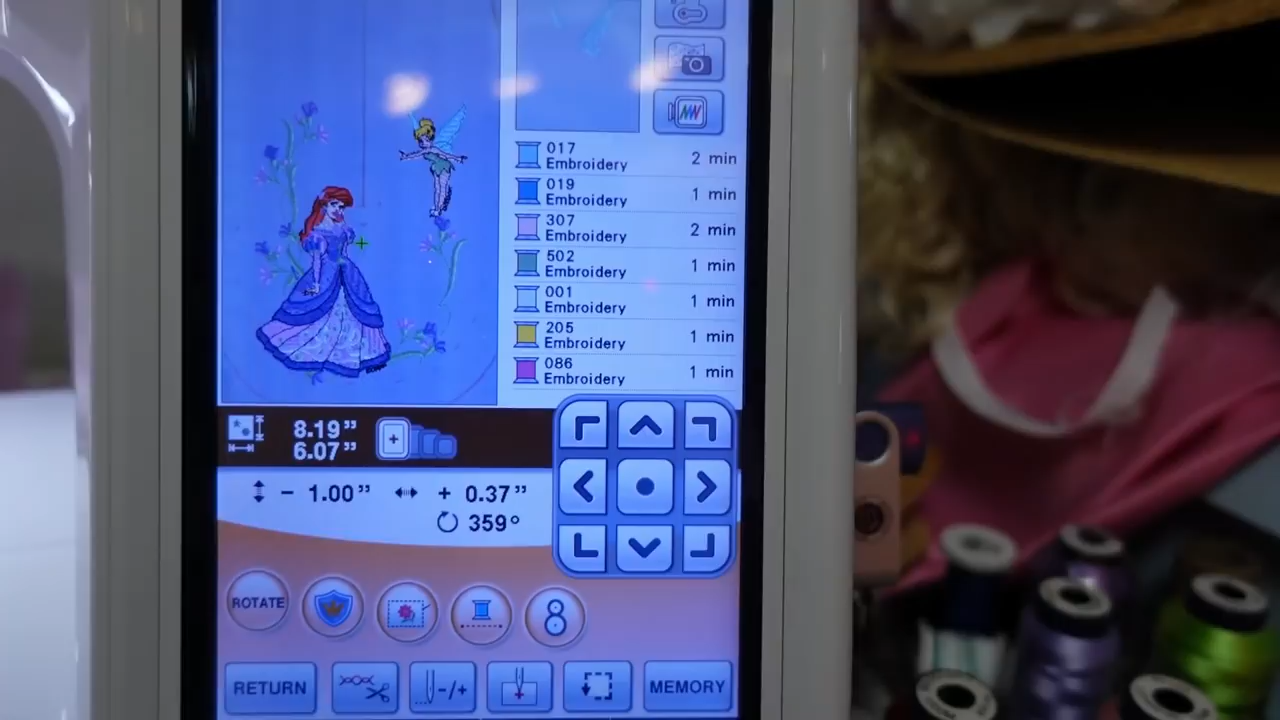 017
Embroidery 2 min
019
Embroidery 1 min
307
Embroidery 2 min
502
Embroidery 1 min
001
Embroidery 1 min
205
Embroidery 1 min
086
Embroidery 1 min
8.19"
6.07"
- 1.00" + 0.37"
359°
ROTATE
8
RETURN
-/+
MEMORY